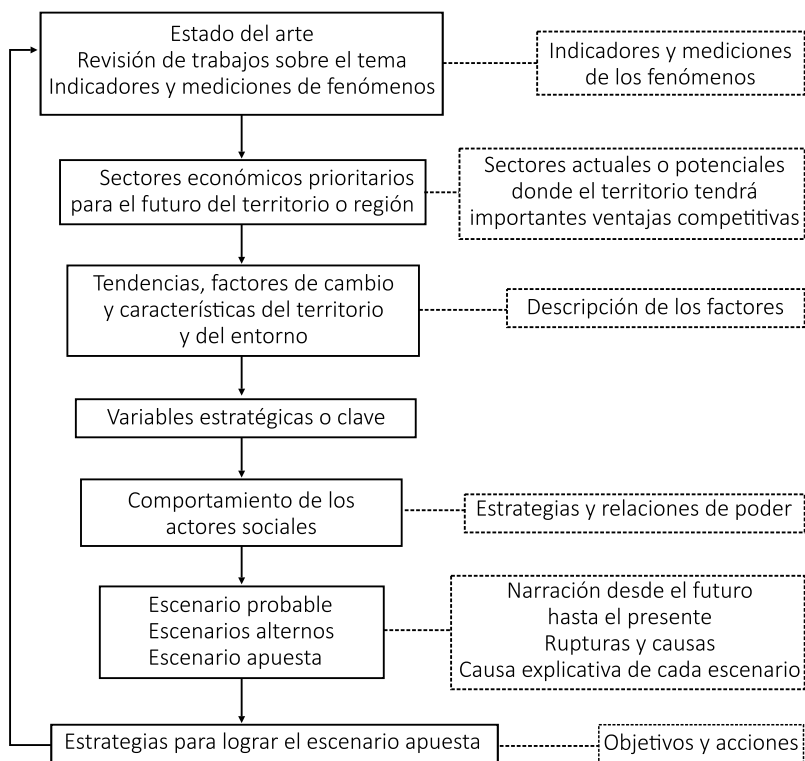 Estado del arte
Revisión de trabajos sobre el tema
Indicadores y mediciones de fenómenos
Indicadores y mediciones
de los fenómenos
Sectores económicos prioritarios
para el futuro del territorio o región
Sectores actuales o potenciales
donde el territorio tendrá
importantes ventajas competitivas
Tendencias, factores de cambio
y característícas del territorio
y del entorno
Descripción de los factores
Variables estratégicas o clave
Comportamiento de los
actores sociales
Estrategias y relaciones de poder
Escenario probable
Escenarios alternos
Escenario apuesta
Narración desde el futuro
hasta el presente
Rupturas y causas
Causa explicativa de cada escenario
Estrategias para lograr el escenario apuesta
Objetivos y acciones